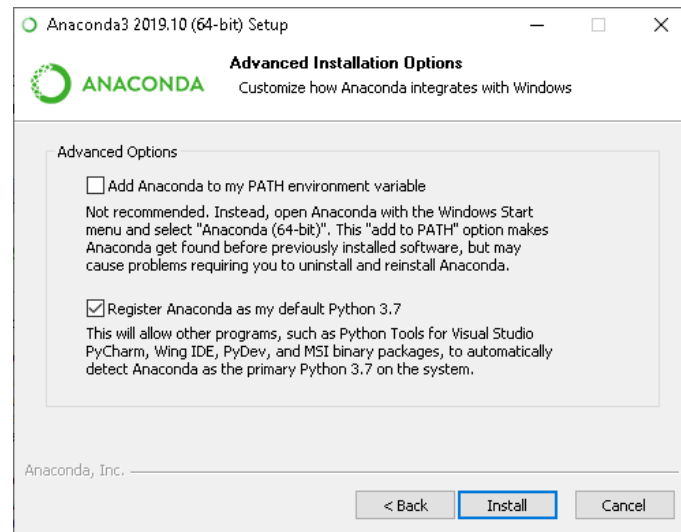 Anaconda3 2019.10 (64-bit) Setup
Advanced Installation Options
ANACONDA
Customize how Anaconda integrates with Windows
Advanced Options
Add Anaconda to my PATH environment variable
Not recommended. Instead, open Anaconda with the Windows Start
menu and select "Anaconda (64-bit)". This "add to PATH" option makes
Anaconda get found before previously installed software, but may
cause problems requiring you to uninstall and reinstall Anaconda.
Register Anaconda as my default Python 3.7
This will allow other programs, such as Python Tools for Visual Studio
PyCharm, Wing IDE, PyDev, and MSI binary packages, to automatically
detect Anaconda as the primary Python 3.7 on the system.
Anaconda, Inc.
< Back Install Cancel